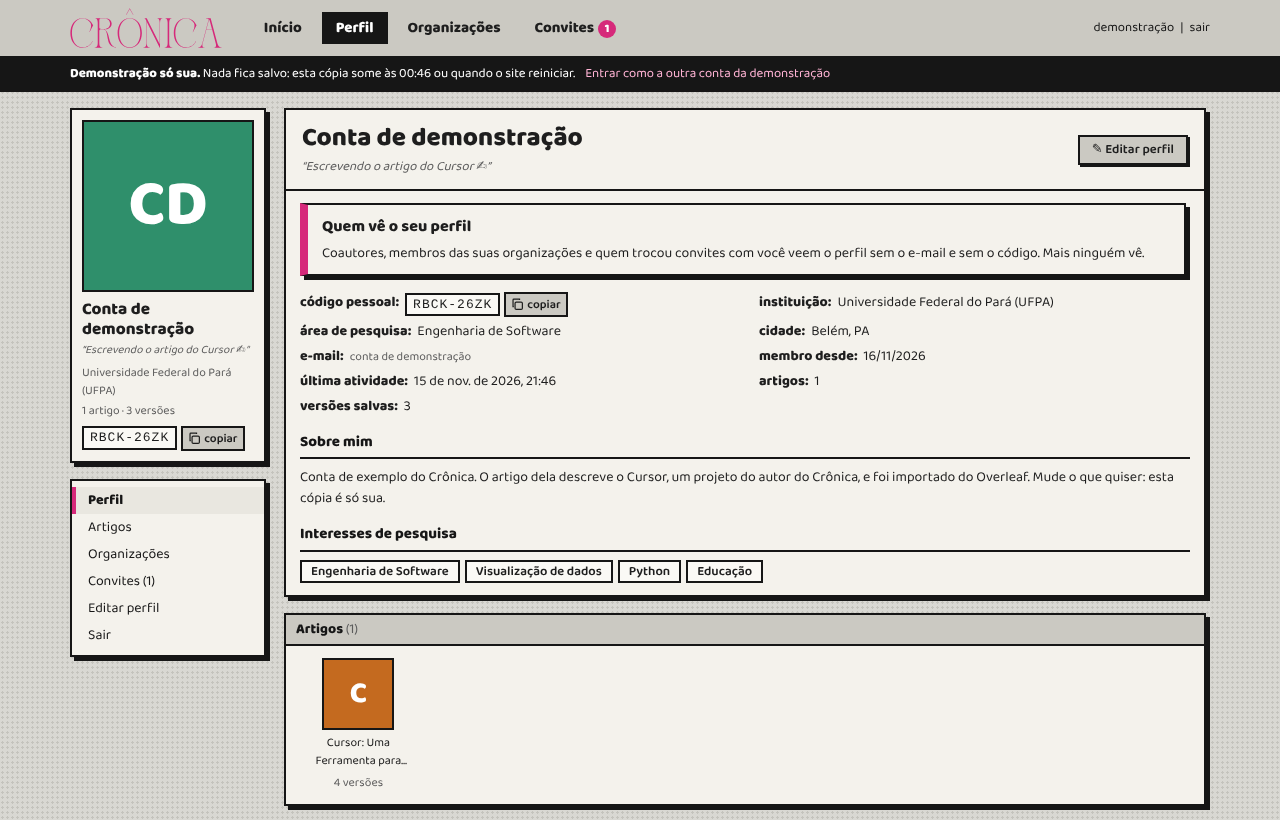 CRÔNICA
Início
Perfil
Organizações
Convites 1
demonstração | sair
Demonstração só sua. Nada fica salvo: esta cópia some às 00:46 ou quando o site reiniciar. Entrar como a outra conta da demonstração
CD
Conta de
demonstração
"Escrevendo o artigo do Cursor ✍"
Universidade Federal do Pará
(UFPA)
1 artigo · 3 versões
RBCK-26ZK copiar
Perfil
Artigos
Organizações
Convites (1)
Editar perfil
Sair
Conta de demonstração
"Escrevendo o artigo do Cursor ✍"
✎ Editar perfil
Quem vê o seu perfil
Coautores, membros das suas organizações e quem trocou convites com você veem o perfil sem o e-mail e sem o código. Mais ninguém vê.
código pessoal: RBCK-26ZK copiar
instituição: Universidade Federal do Pará (UFPA)
área de pesquisa: Engenharia de Software
cidade: Belém, PA
e-mail: conta de demonstração
membro desde: 16/11/2026
última atividade: 15 de nov. de 2026, 21:46
artigos: 1
versões salvas: 3
Sobre mim
Conta de exemplo do Crônica. O artigo dela descreve o Cursor, um projeto do autor do Crônica, e foi importado do Overleaf. Mude o que quiser: esta
cópia é só sua.
Interesses de pesquisa
Engenharia de Software
Visualização de dados
Python
Educação
Artigos (1)
C
Cursor: Uma
Ferramenta para...
4 versões